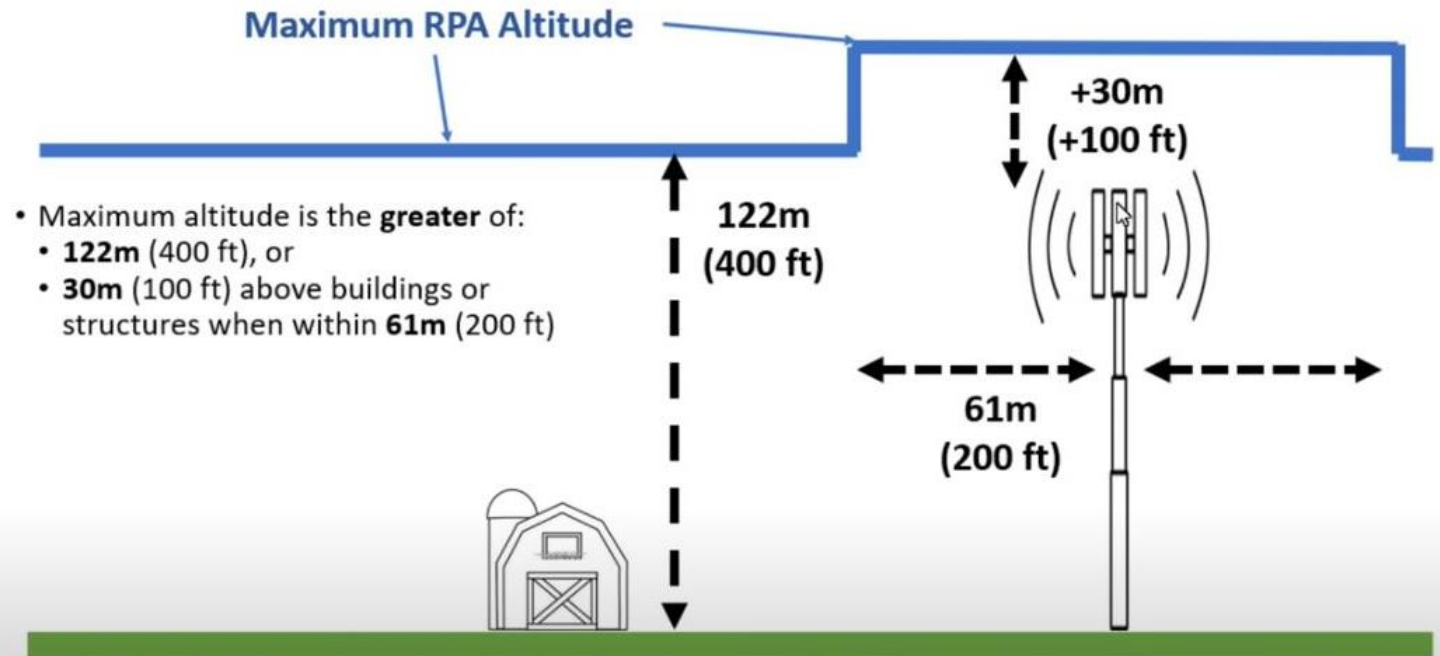 Maximum RPA Altitude
+30m
(+100 ft)
• Maximum altitude is the greater of:
• 122m (400 ft), or
• 30m (100 ft) above buildings or
structures when within 61m (200 ft)
122m
(400 ft)
61m
(200 ft)